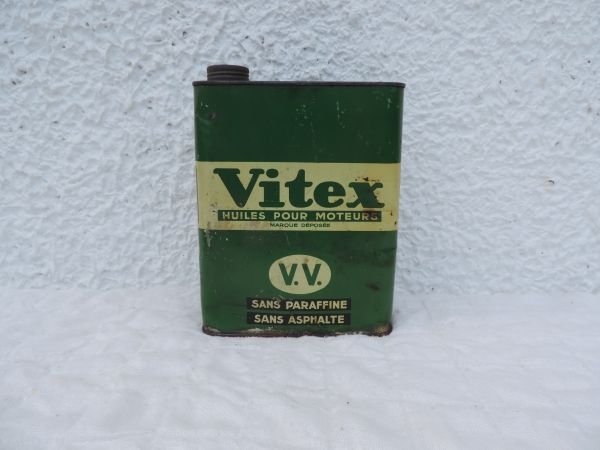 Vitex
HUILES POUR MOTEURS
MARQUE DÉPOSÉE
V.V.
SANS PARAFFINE
SANS ASPHALTE